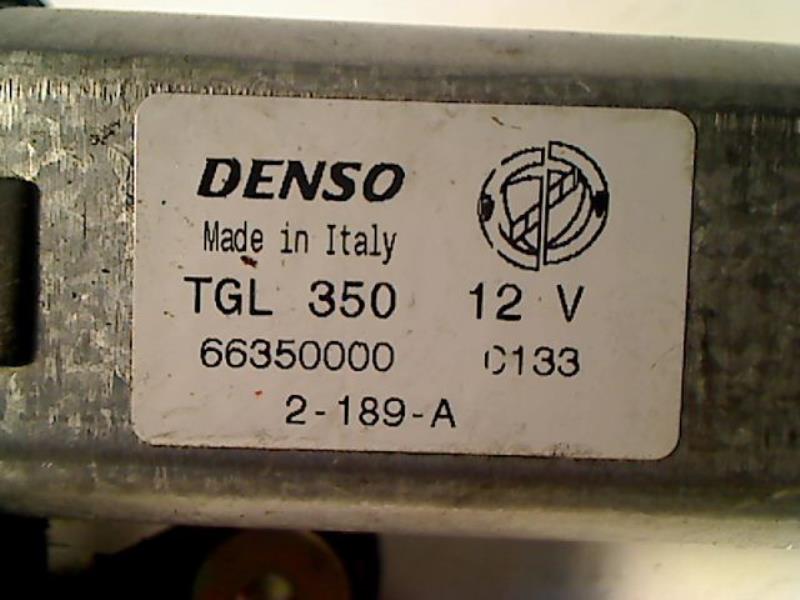 DENSO
Made in Italy
TGL 350 12 V
66350000 C133
2-189-A